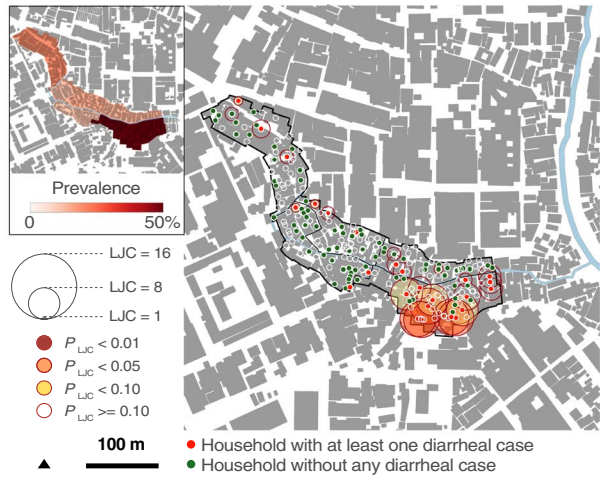 Prevalence
0 50%
LJC = 16
LJC = 8
LJC = 1
P LJC < 0.01
P LJC < 0.05
P LJC < 0.10
P LJC >= 0.10
100 m
Household with at least one diarrheal case
Household without any diarrheal case